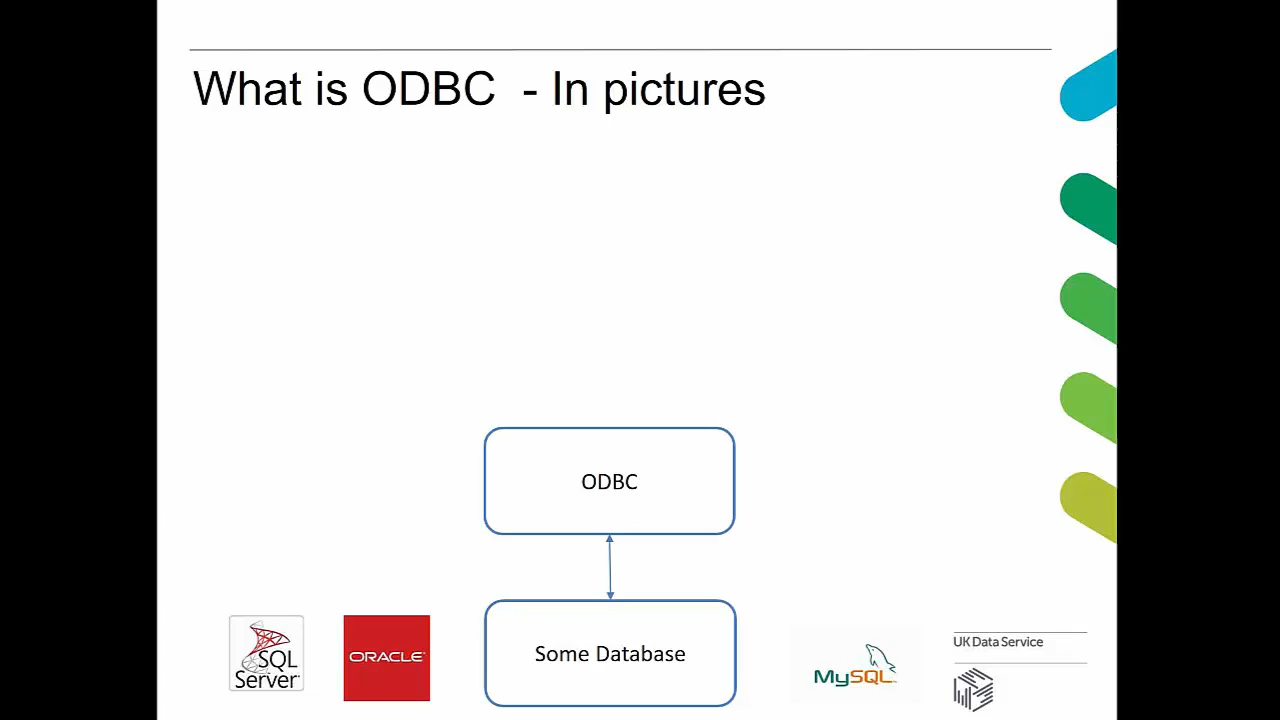 What is ODBC - In pictures
ODBC
Some Database
SQL
Server
ORACLE
MySQL
UK Data Service